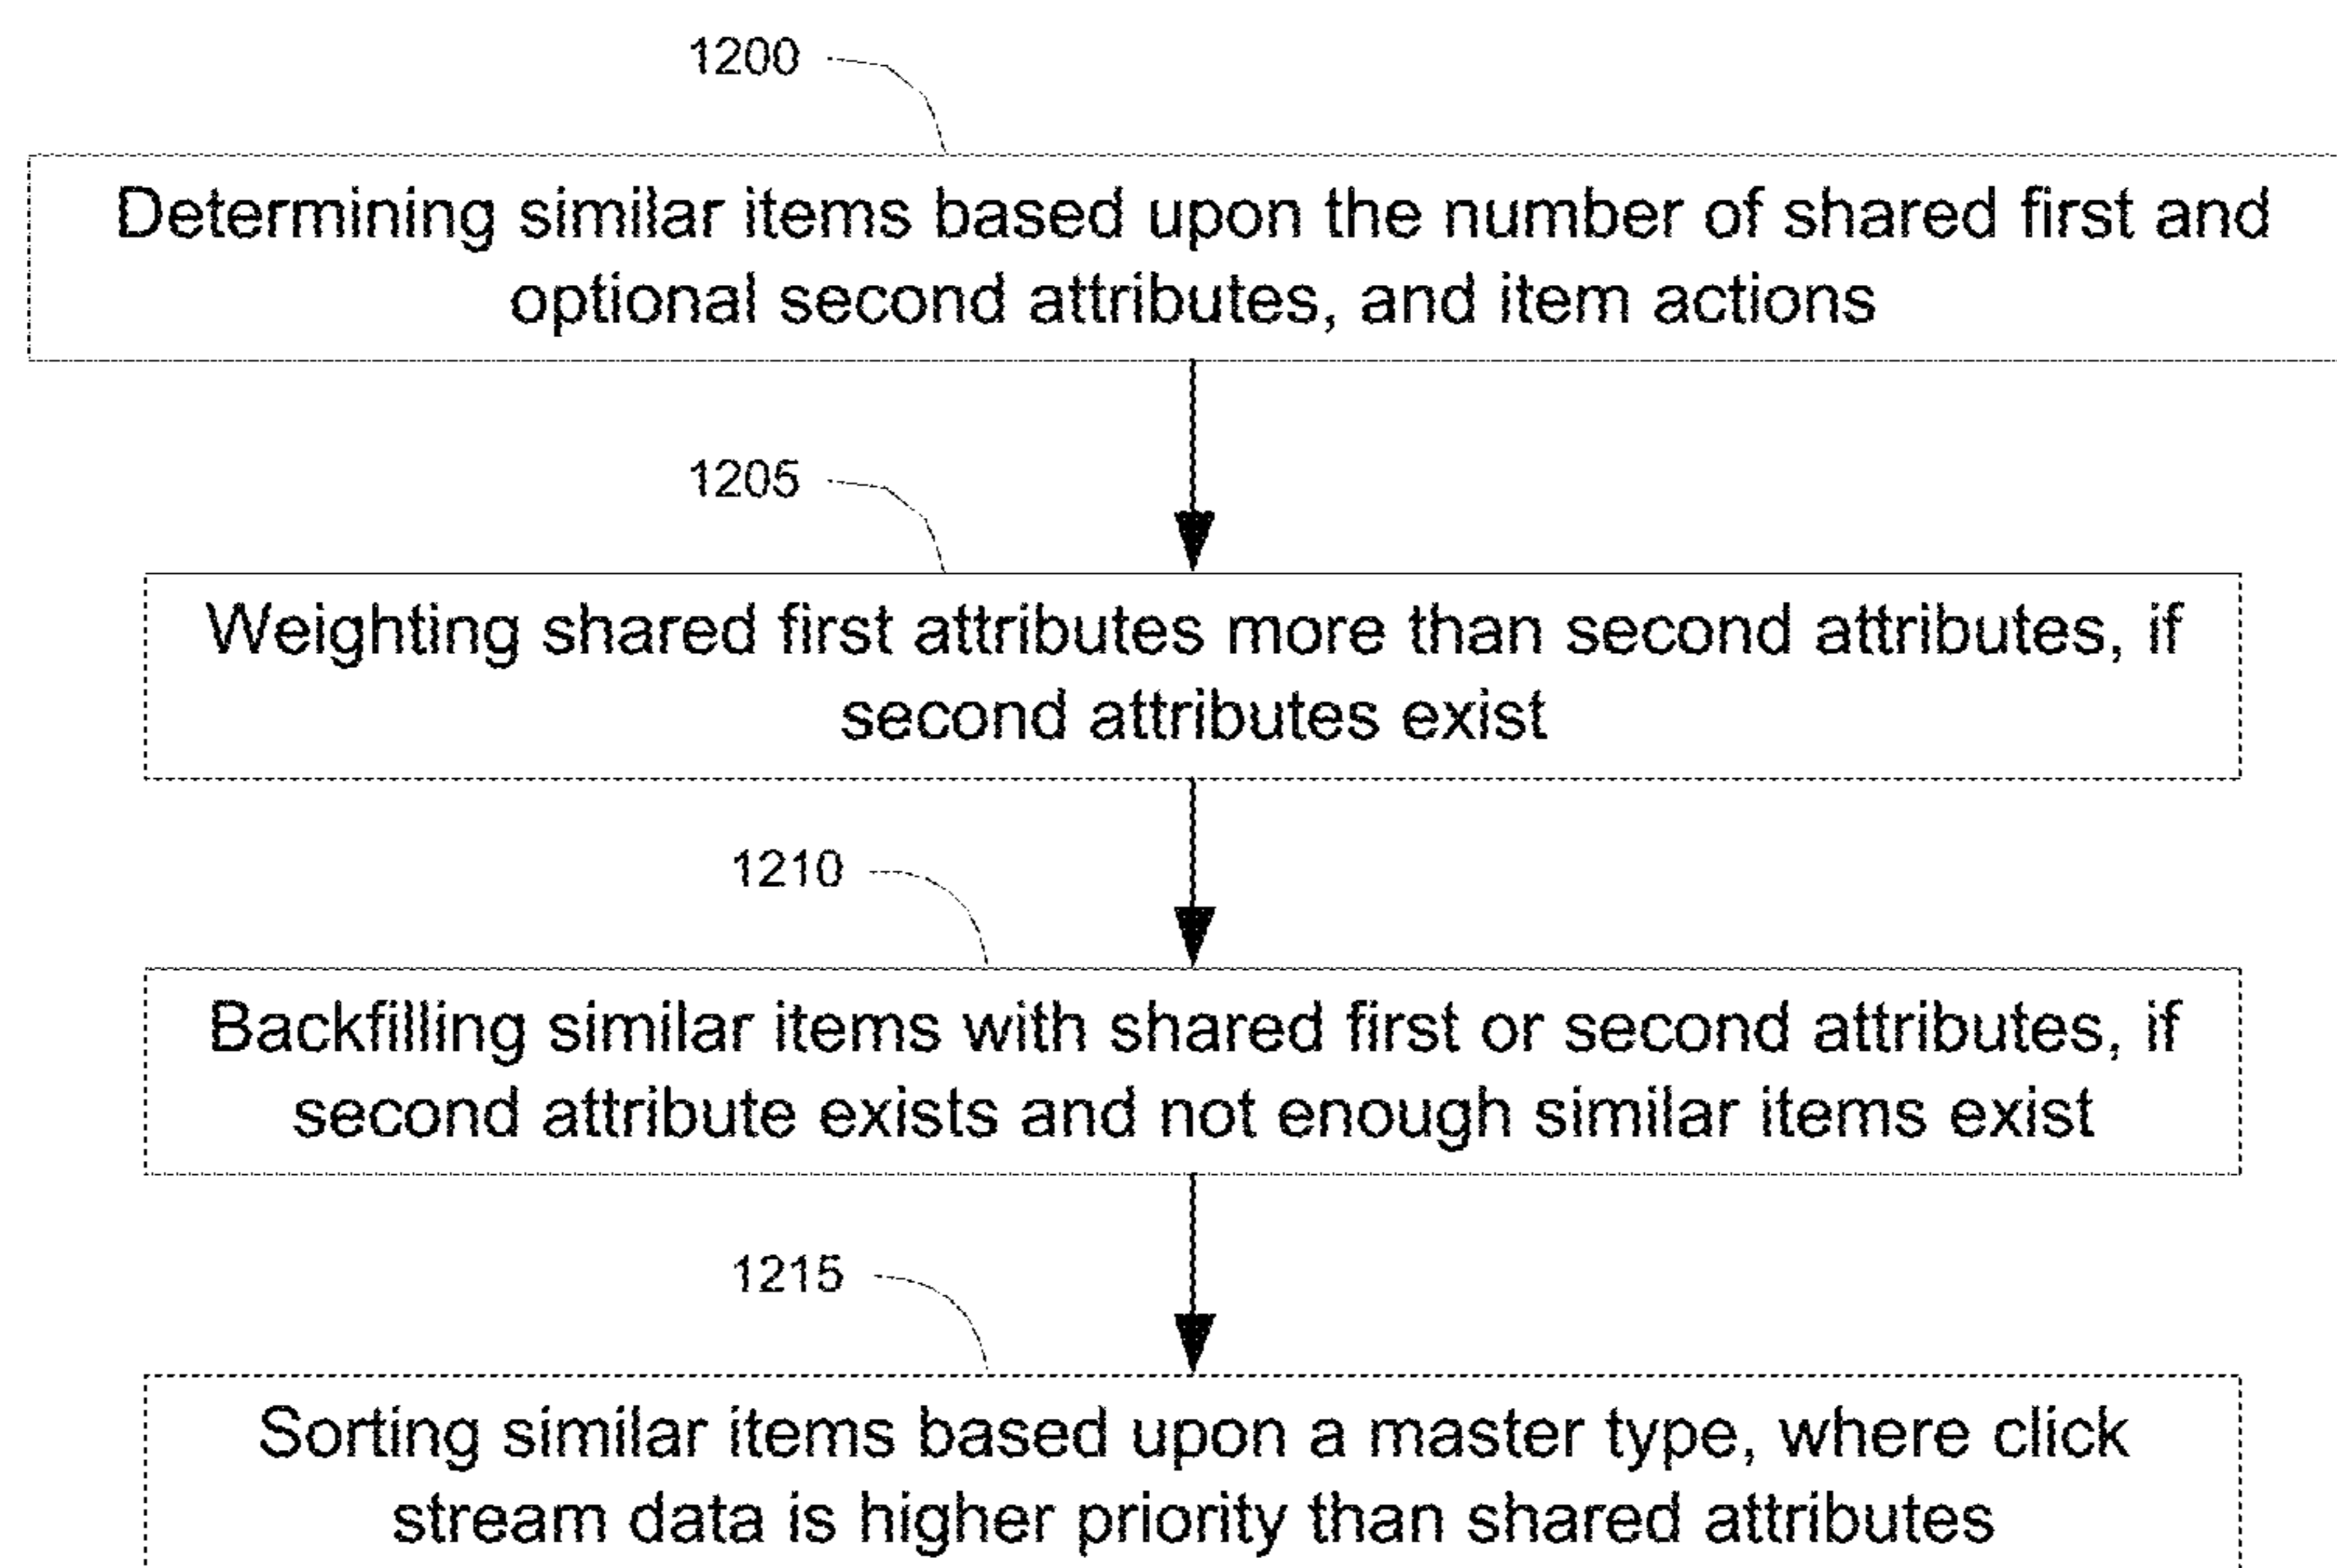 1200
Determining similar items based upon the number of shared first and
optional second attributes, and item actions
1205
Weighting shared first attributes more than second attributes, if
second attributes exist
1210
Backfilling similar items with shared first or second attributes, if
second attribute exists and not enough similar items exist
1215
Sorting similar items based upon a master type, where click
stream data is higher priority than shared attributes